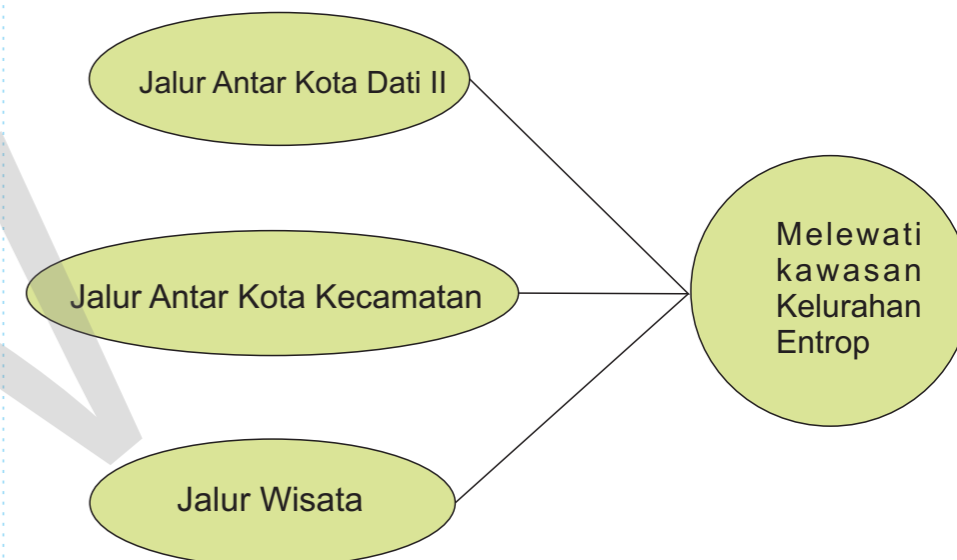 Jalur Antar Kota Dati II
Jalur Antar Kota Kecamatan
Jalur Wisata
Melewati
kawasan
Kelurahan
Entrop